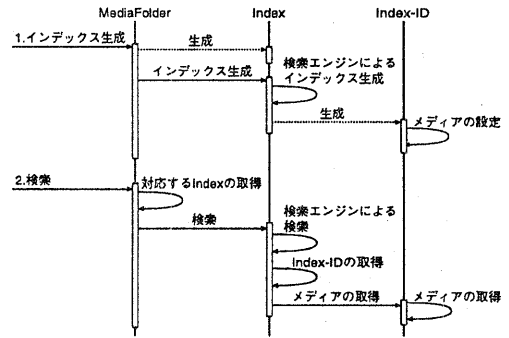 MediaFolder
Index
Index-ID
1.インデックス生成
生成
インデックス生成
検索エンジンによる
インデックス生成
生成
メディアの設定
2.検索
対応するIndexの取得
検索
検索エンジンによる
検索
Index-IDの取得
メディアの取得
メディアの取得